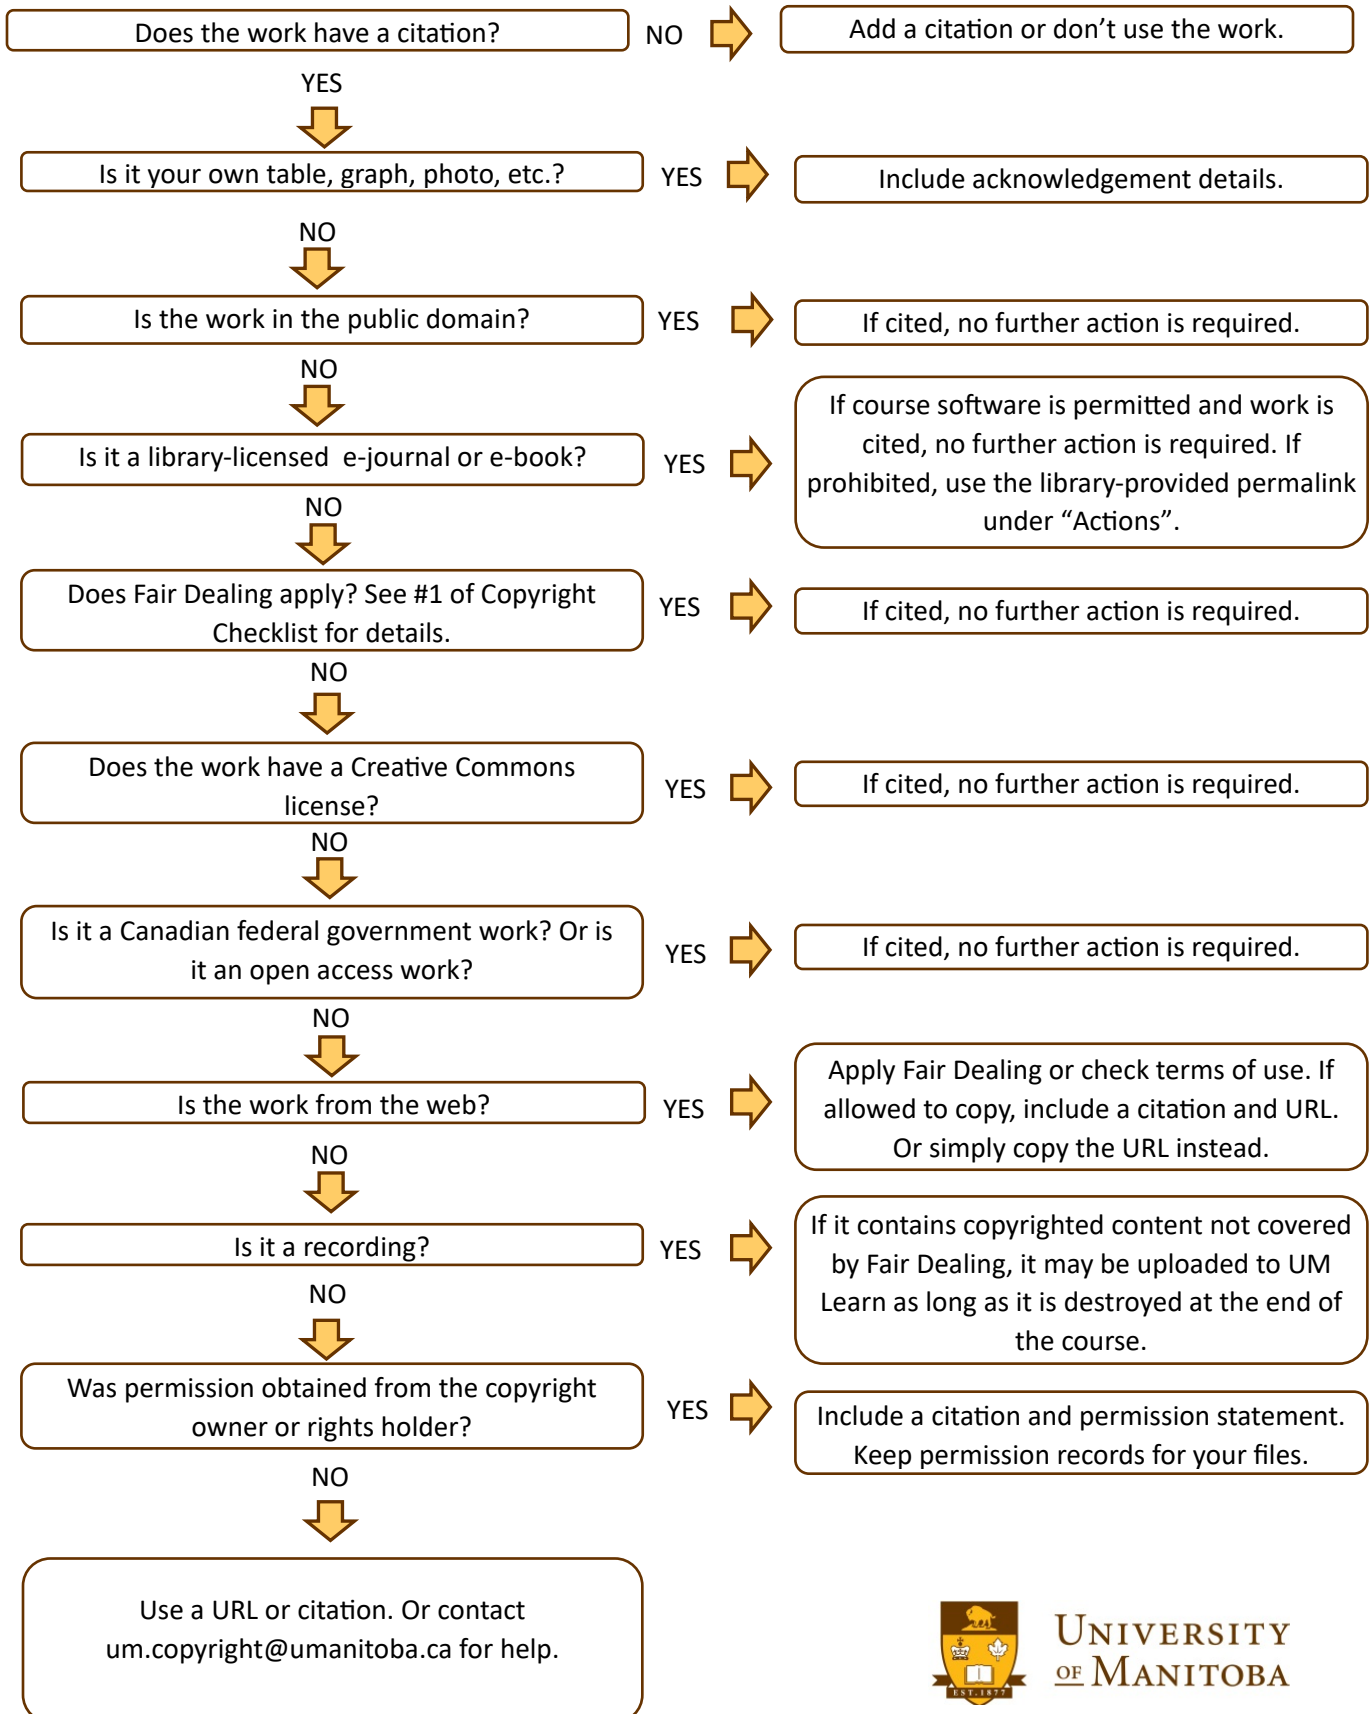 Does the work have a citation?
NO
Add a citation or don’t use the work.
YES
Is it your own table, graph, photo, etc.?
YES
Include acknowledgement details.
NO
Is the work in the public domain?
YES
If cited, no further action is required.
NO
Is it a library-licensed e-journal or e-book?
YES
If course software is permitted and work is
cited, no further action is required. If
prohibited, use the library-provided permalink
under “Actions”.
NO
Does Fair Dealing apply? See #1 of Copyright
Checklist for details.
YES
If cited, no further action is required.
NO
Does the work have a Creative Commons
license?
YES
If cited, no further action is required.
NO
Is it a Canadian federal government work? Or is
it an open access work?
YES
If cited, no further action is required.
NO
Is the work from the web?
YES
Apply Fair Dealing or check terms of use. If
allowed to copy, include a citation and URL.
Or simply copy the URL instead.
NO
Is it a recording?
YES
If it contains copyrighted content not covered
by Fair Dealing, it may be uploaded to UM
Learn as long as it is destroyed at the end of
the course.
NO
Was permission obtained from the copyright
owner or rights holder?
YES
Include a citation and permission statement.
Keep permission records for your files.
NO
Use a URL or citation. Or contact
um.copyright@umanitoba.ca for help.
EST. 1877
UNIVERSITY
OF MANITOBA